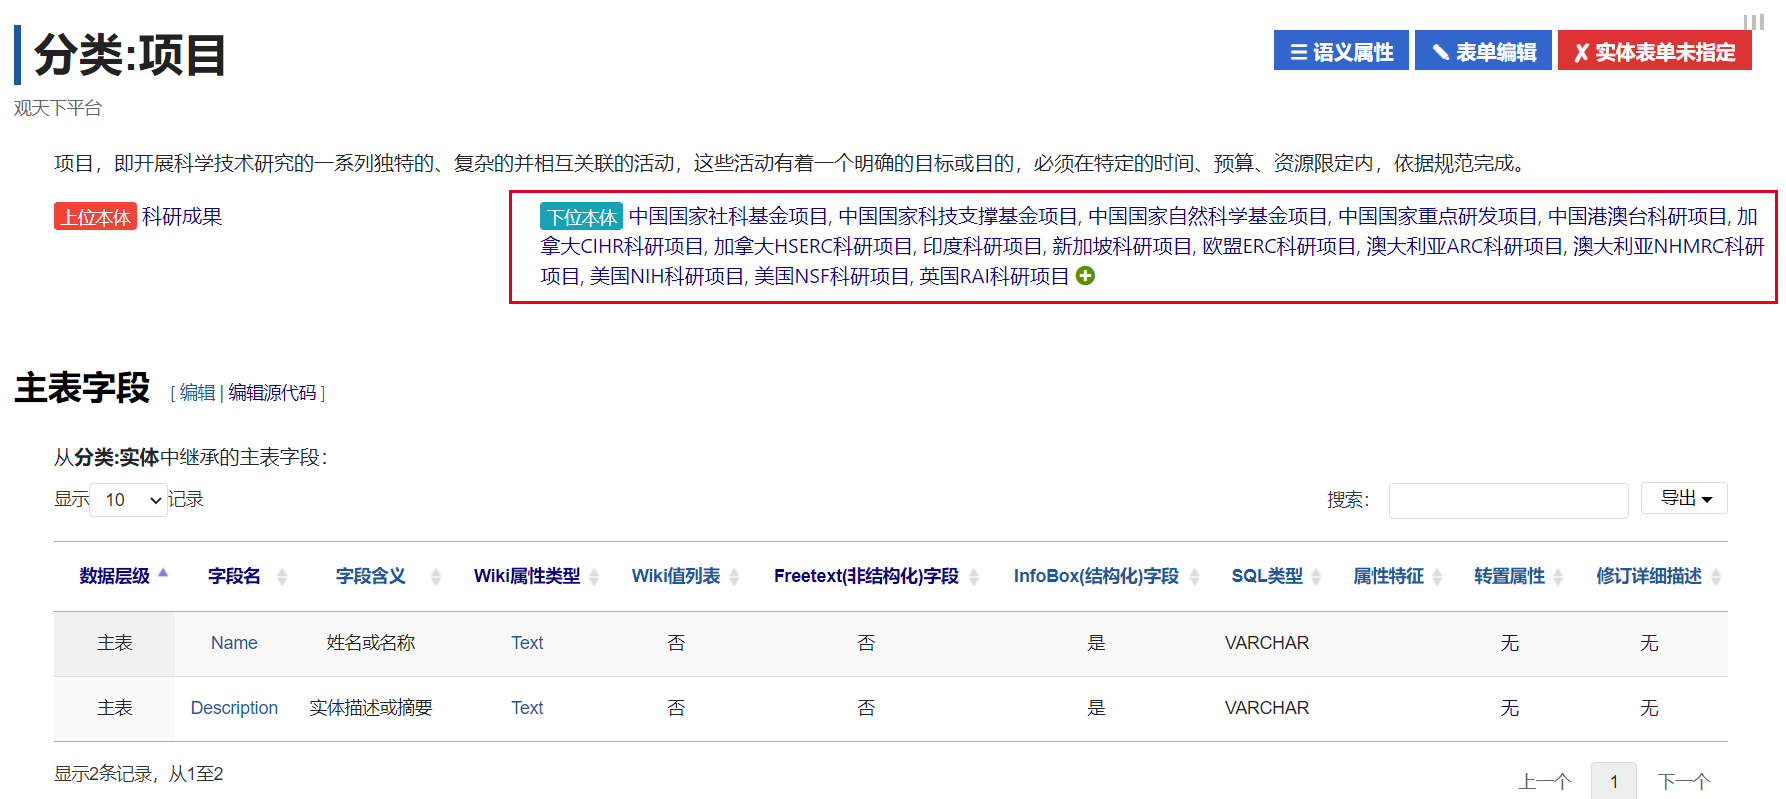 分类:项目
☰ 语义属性 ✎ 表单编辑 ✘ 实体表单未指定
观天下平台
项目，即开展科学技术研究的一系列独特的、复杂的并相互关联的活动，这些活动有着一个明确的目标或目的，必须在特定的时间、预算、资源限定内，依据规范完成。
上位本体 科研成果
下位本体 中国国家社科基金项目, 中国国家科技支撑基金项目, 中国国家自然科学基金项目, 中国国家重点研发项目, 中国港澳台科研项目, 加
拿大CIHR科研项目, 加拿大HSERC科研项目, 印度科研项目, 新加坡科研项目, 欧盟ERC科研项目, 澳大利亚ARC科研项目, 澳大利亚NHMRC科研
项目, 美国NIH科研项目, 美国NSF科研项目, 英国RAI科研项目
主表字段 [ 编辑 | 编辑源代码 ]
从分类:实体中继承的主表字段：
显示 10 记录 搜索： 导出
数据层级 字段名 字段含义 Wiki属性类型 Wiki值列表 Freetext(非结构化)字段 InfoBox(结构化)字段 SQL类型 属性特征 转置属性 修订详细描述
主表 Name 姓名或名称 Text 否 否 是 VARCHAR 无 无
主表 Description 实体描述或摘要 Text 否 否 是 VARCHAR 无 无
显示2条记录，从1至2
上一个 1 下一个